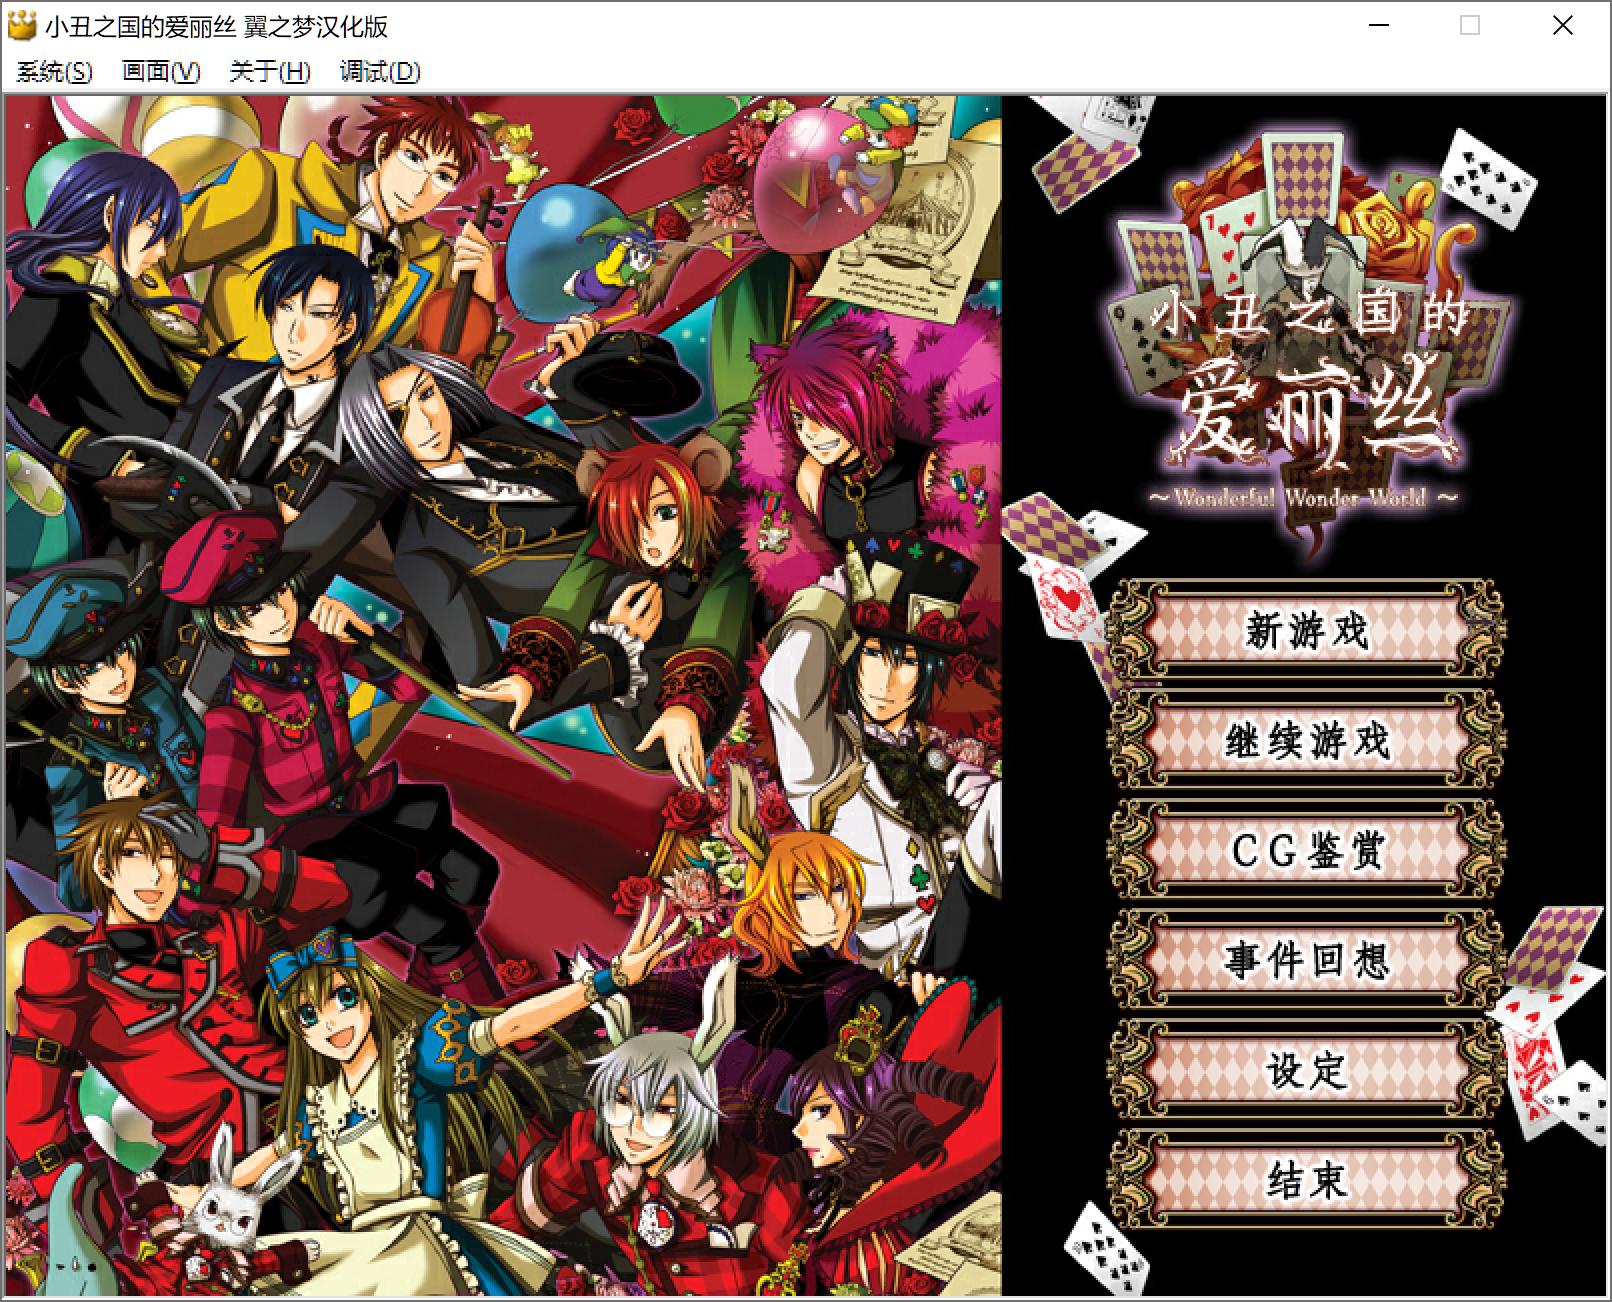 小丑之国的爱丽丝 翼之梦汉化版
系统(S) 画面(V) 关于(H) 调试(D)
小丑之国的
爱丽丝
～Wonderful Wonder World～
新游戏
继续游戏
CG鉴赏
事件回想
设定
结束